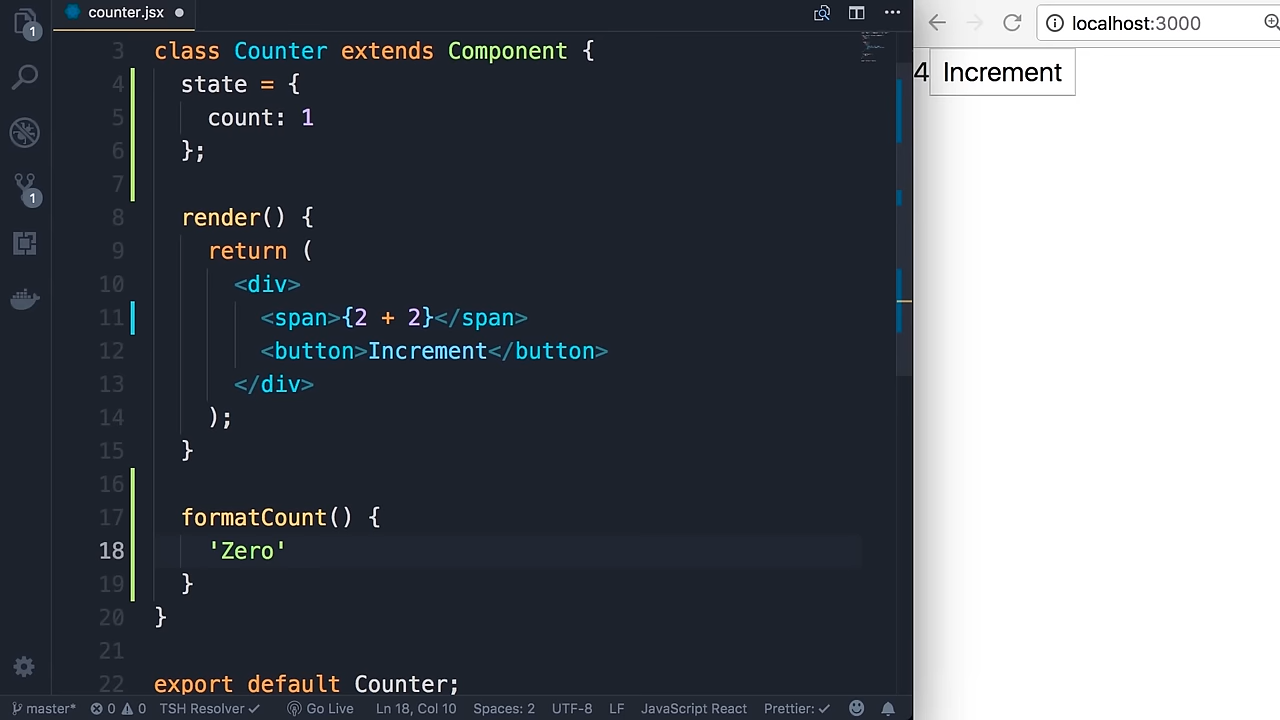 counter.jsx
localhost:3000
1
4 Increment
3 class Counter extends Component {
4 state = {
5 count: 1
6 };
7
8 render() {
9 return (
10 <div>
11 <span>{2 + 2}</span>
12 <button>Increment</button>
13 </div>
14 );
15 }
16
17 formatCount() {
18 'Zero'
19 }
20 }
21
22 export default Counter;
1
master* 0 0 TSH Resolver Go Live Ln 18, Col 10 Spaces: 2 UTF-8 LF JavaScript React Prettier: